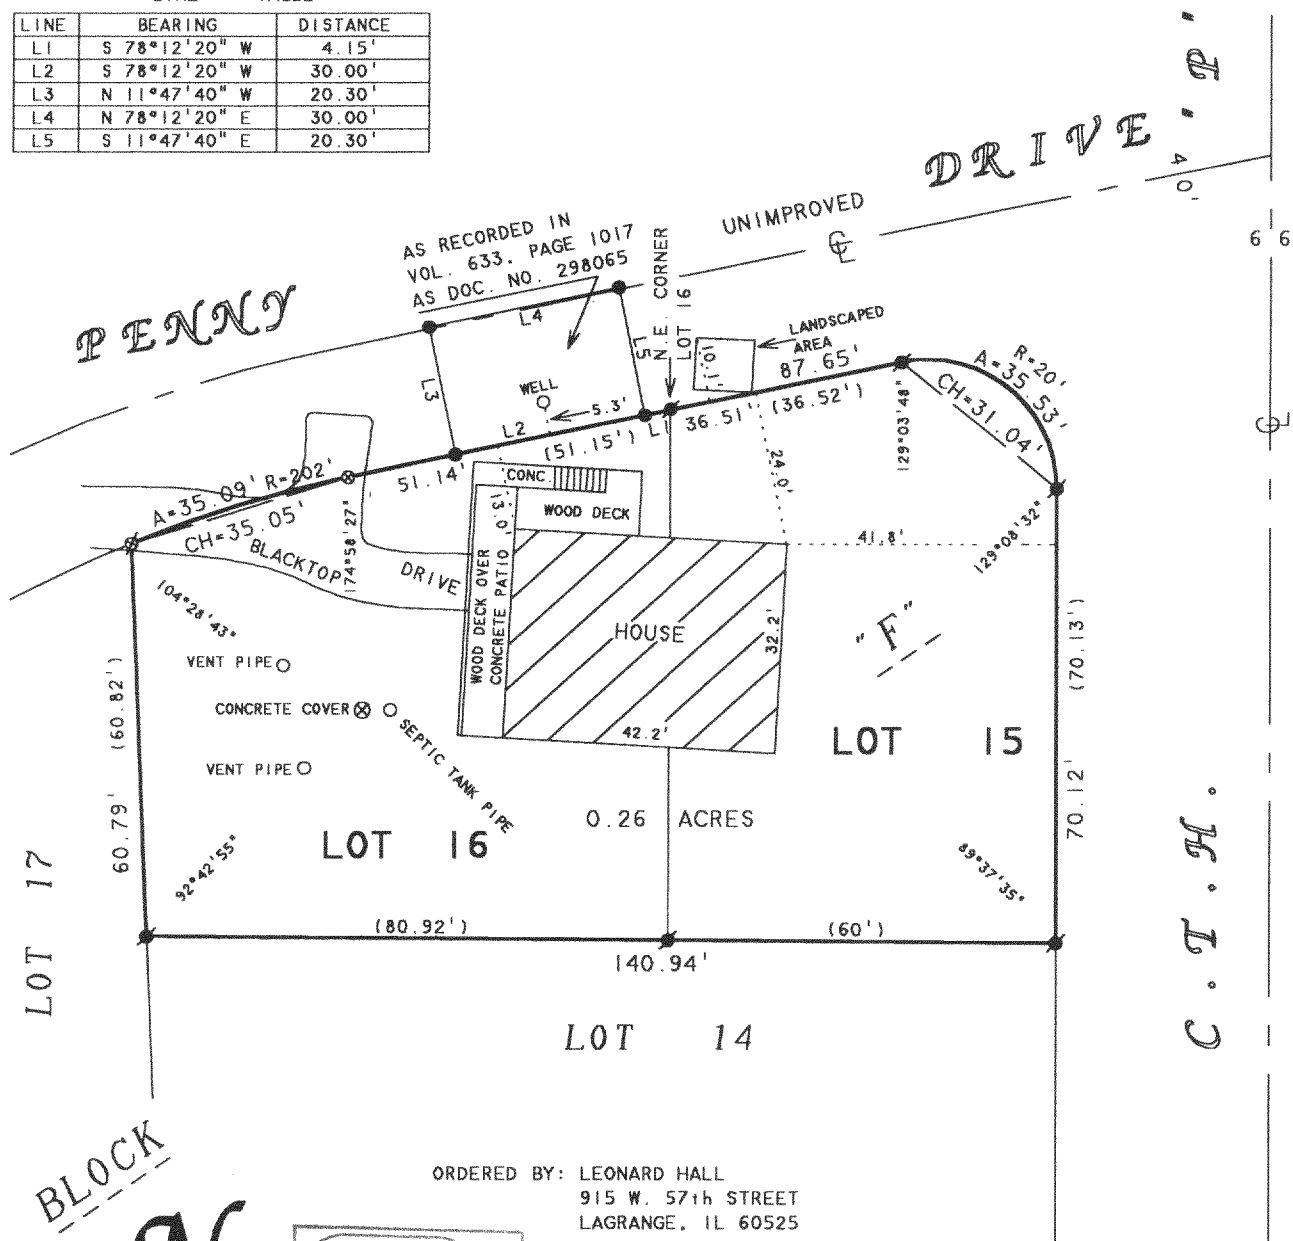 LINE BEARING DISTANCE
L1 S 78°12'20" W 4.15'
L2 S 78°12'20" W 30.00'
L3 N 11°47'40" W 20.30'
L4 N 78°12'20" E 30.00'
L5 S 11°47'40" E 20.30'
PENNY DRIVE
"P"
40'
66
UNIMPROVED
AS RECORDED IN
VOL. 633, PAGE 1017
AS DOC. NO. 298065
N.E. CORNER
LOT 16
L4
L5
L3
LANDSCAPED
AREA
10.1'
87.65'
R=20'
A=35.53'
CH=31.04'
WELL
5.3'
L2
L1
(51.15')
36.51'
(36.52')
129°03'48"
51.14'
A=35.09' R=202'
CH=35.05'
174°58'27"
24.0'
CONC.
WOOD DECK
13.0'
41.8'
129°08'32"
BLACKTOP DRIVE
WOOD DECK OVER
CONCRETE PATIO
104°28'43"
HOUSE
32.2'
42.2'
"F"
VENT PIPE
CONCRETE COVER
SEPTIC TANK PIPE
VENT PIPE
(60.82')
60.79'
(70.13')
70.12'
LOT 15
0.26 ACRES
LOT 16
92°42'55"
89°37'35"
LOT 17
(80.92')
(60')
140.94'
C.T.H.
LOT 14
BLOCK
ORDERED BY: LEONARD HALL
915 W. 57th STREET
LAGRANGE, IL 60525